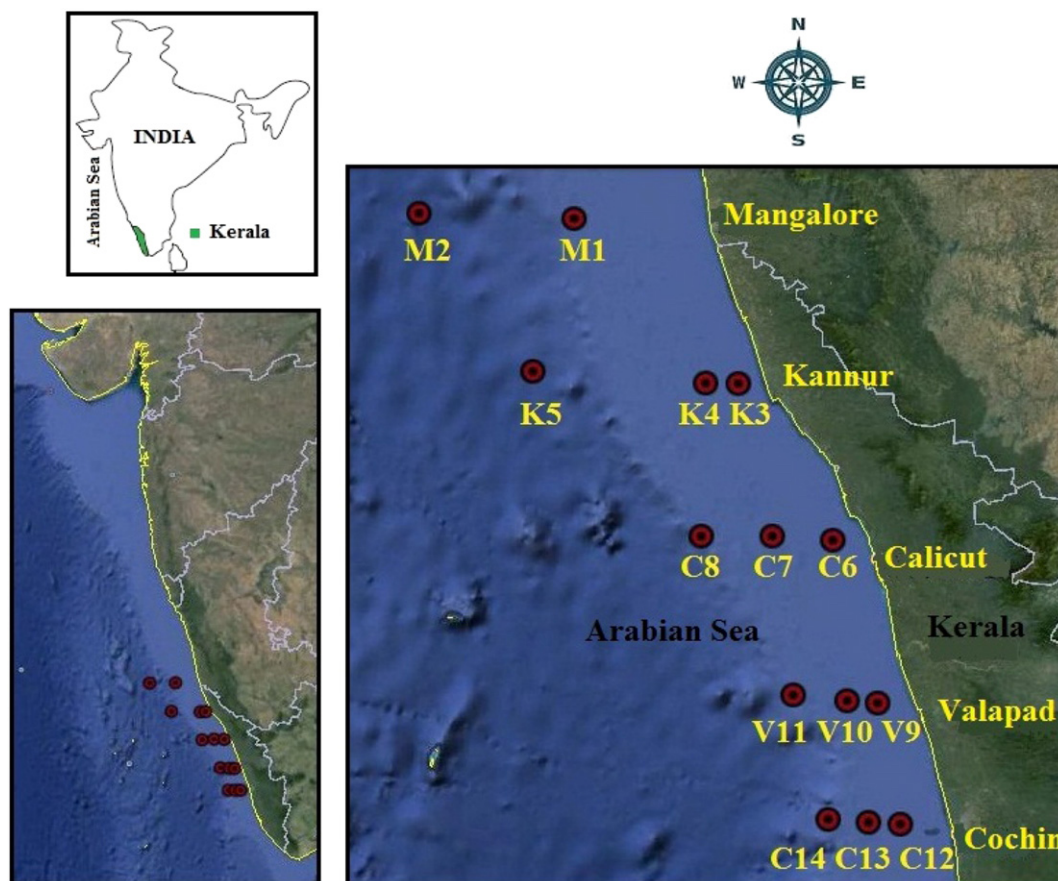 INDIA
Arabian Sea
Kerala
N
W E
S
Mangalore
M2 M1
Kannur
K5 K4 K3
C8 C7 C6 Calicut
Arabian Sea Kerala
V11 V10 V9 Valapad
C14 C13 C12 Cochin